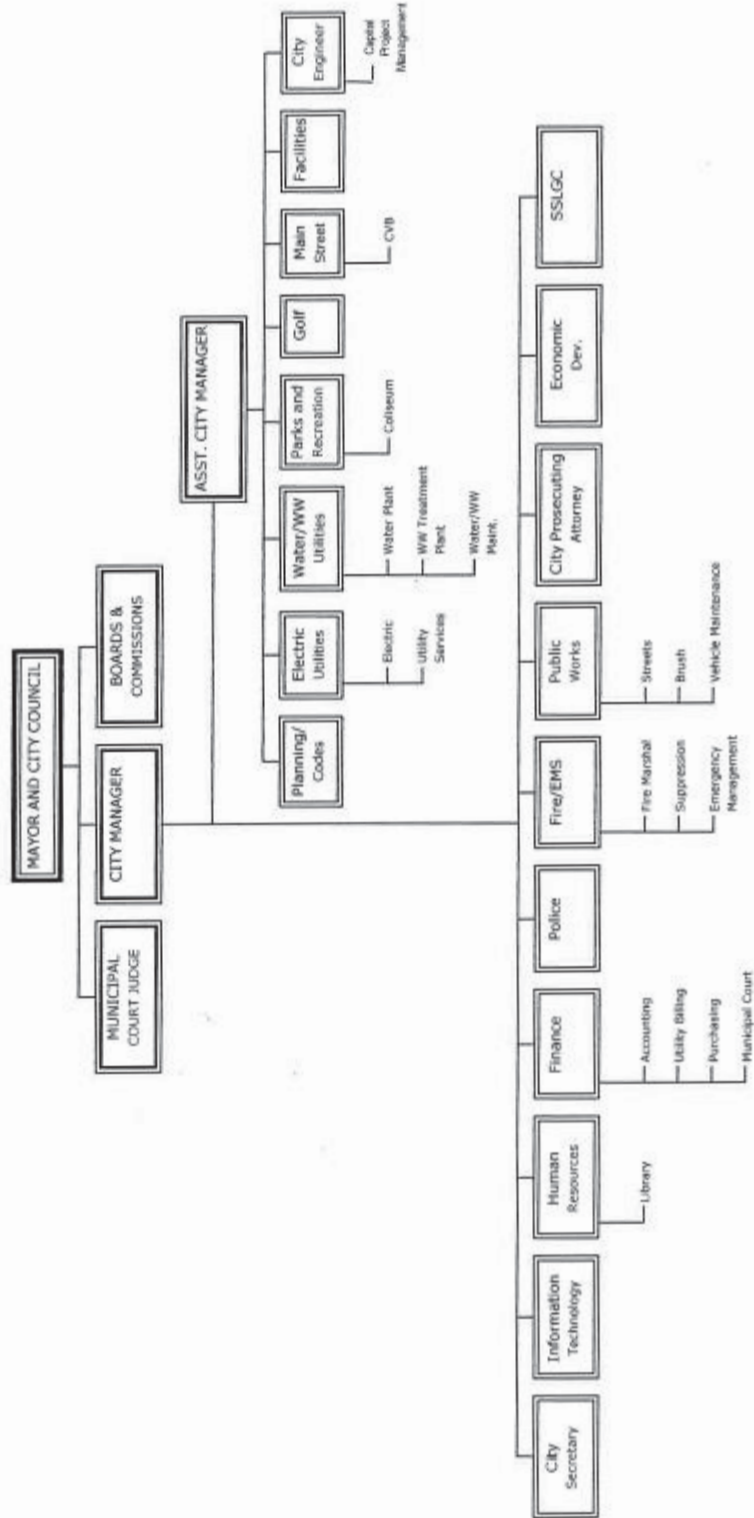 MAYOR AND CITY COUNCIL
MUNICIPAL
COURT JUDGE
CITY MANAGER
BOARDS &
COMMISSIONS
ASST. CITY MANAGER
Planning/
Codes
Electric
Utilities
Electric
Utility
Services
Water/WW
Utilities
Water Plant
WW Treatment
Plant
Water/WW
Maint.
Parks and
Recreation
Coliseum
Golf
Main
Street
CVB
Facilities
City
Engineer
Capital
Project
Management
City
Secretary
Information
Technology
Human
Resources
Library
Finance
Accounting
Utility Billing
Purchasing
Municipal Court
Police
Fire/EMS
Fire Marshal
Suppression
Emergency
Management
Public
Works
Streets
Brush
Vehicle Maintenance
City Prosecuting
Attorney
Economic
Dev.
SSLGC